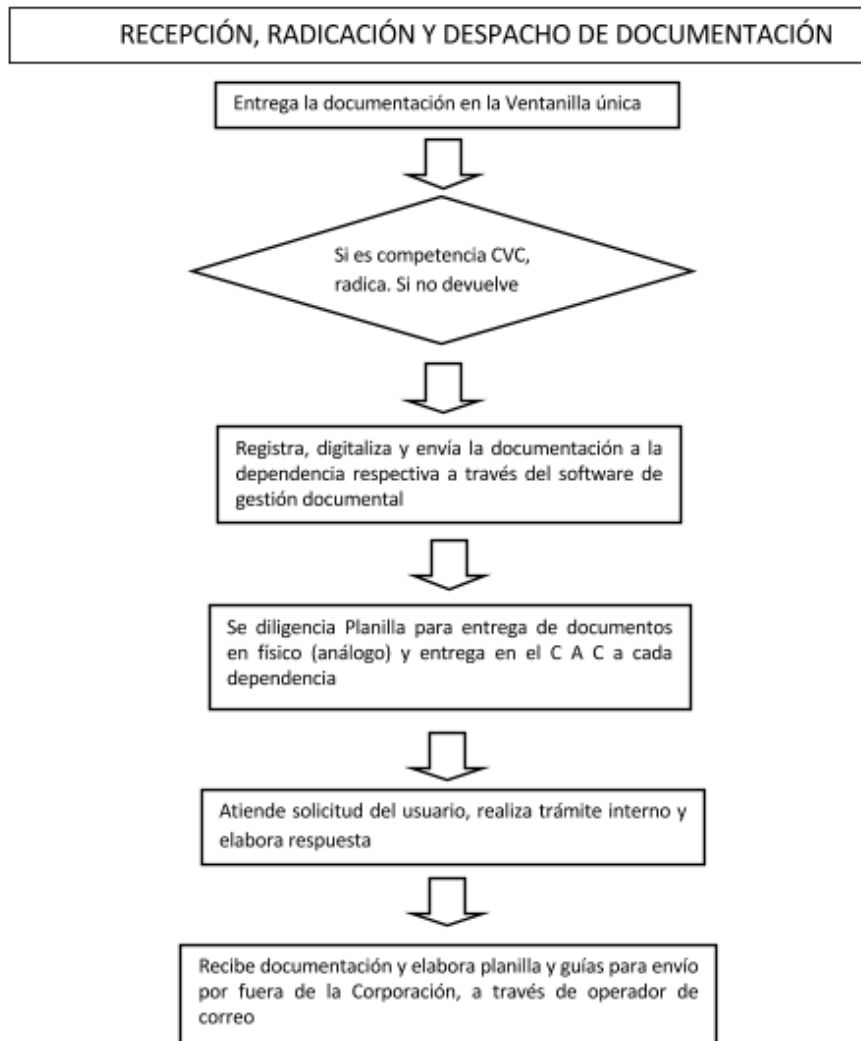 RECEPCIÓN, RADICACIÓN Y DESPACHO DE DOCUMENTACIÓN
Entrega la documentación en la Ventanilla única
Si es competencia CVC,
radica. Si no devuelve
Registra, digitaliza y envía la documentación a la
dependencia respectiva a través del software de
gestión documental
Se diligencia Planilla para entrega de documentos
en físico (análogo) y entrega en el C A C a cada
dependencia
Atiende solicitud del usuario, realiza trámite interno y
elabora respuesta
Recibe documentación y elabora planilla y guías para envío
por fuera de la Corporación, a través de operador de
correo